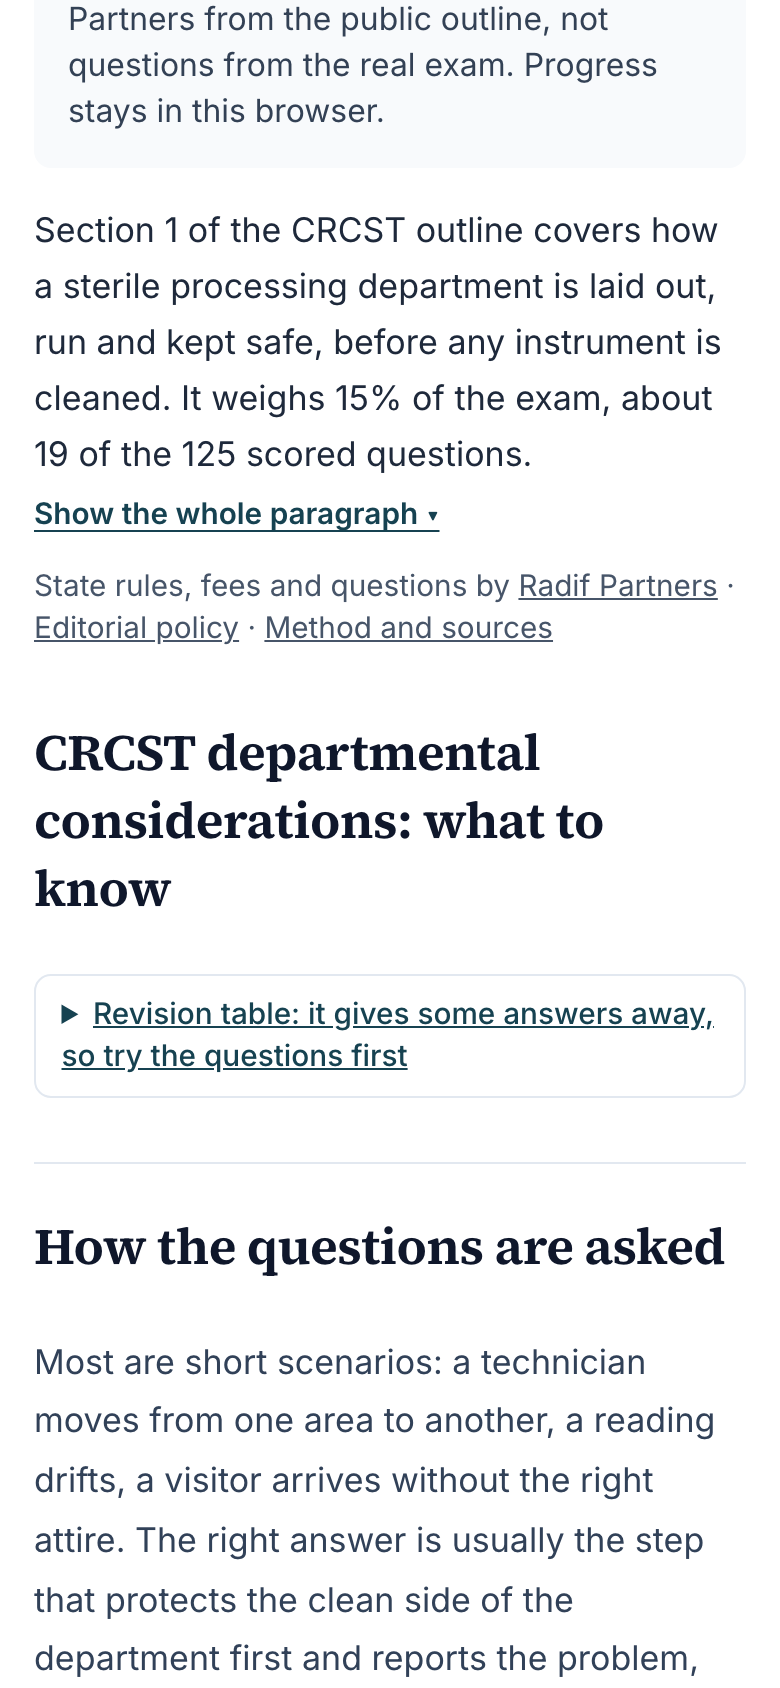 Partners from the public outline, not
questions from the real exam. Progress
stays in this browser.
Section 1 of the CRCST outline covers how
a sterile processing department is laid out,
run and kept safe, before any instrument is
cleaned. It weighs 15% of the exam, about
19 of the 125 scored questions.
Show the whole paragraph ▾
State rules, fees and questions by Radif Partners ·
Editorial policy · Method and sources
CRCST departmental
considerations: what to
know
▶ Revision table: it gives some answers away,
so try the questions first
How the questions are asked
Most are short scenarios: a technician
moves from one area to another, a reading
drifts, a visitor arrives without the right
attire. The right answer is usually the step
that protects the clean side of the
department first and reports the problem,